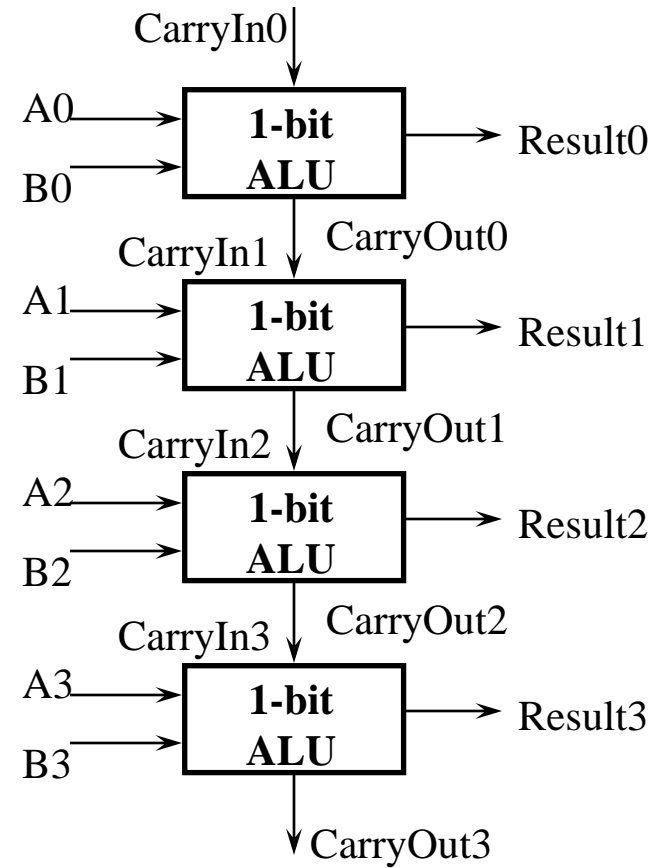 CarryIn0
A0
1-bit
ALU
B0
Result0
CarryIn1
CarryOut0
A1
1-bit
ALU
B1
Result1
CarryIn2
CarryOut1
A2
1-bit
ALU
B2
Result2
CarryIn3
CarryOut2
A3
1-bit
ALU
B3
Result3
CarryOut3